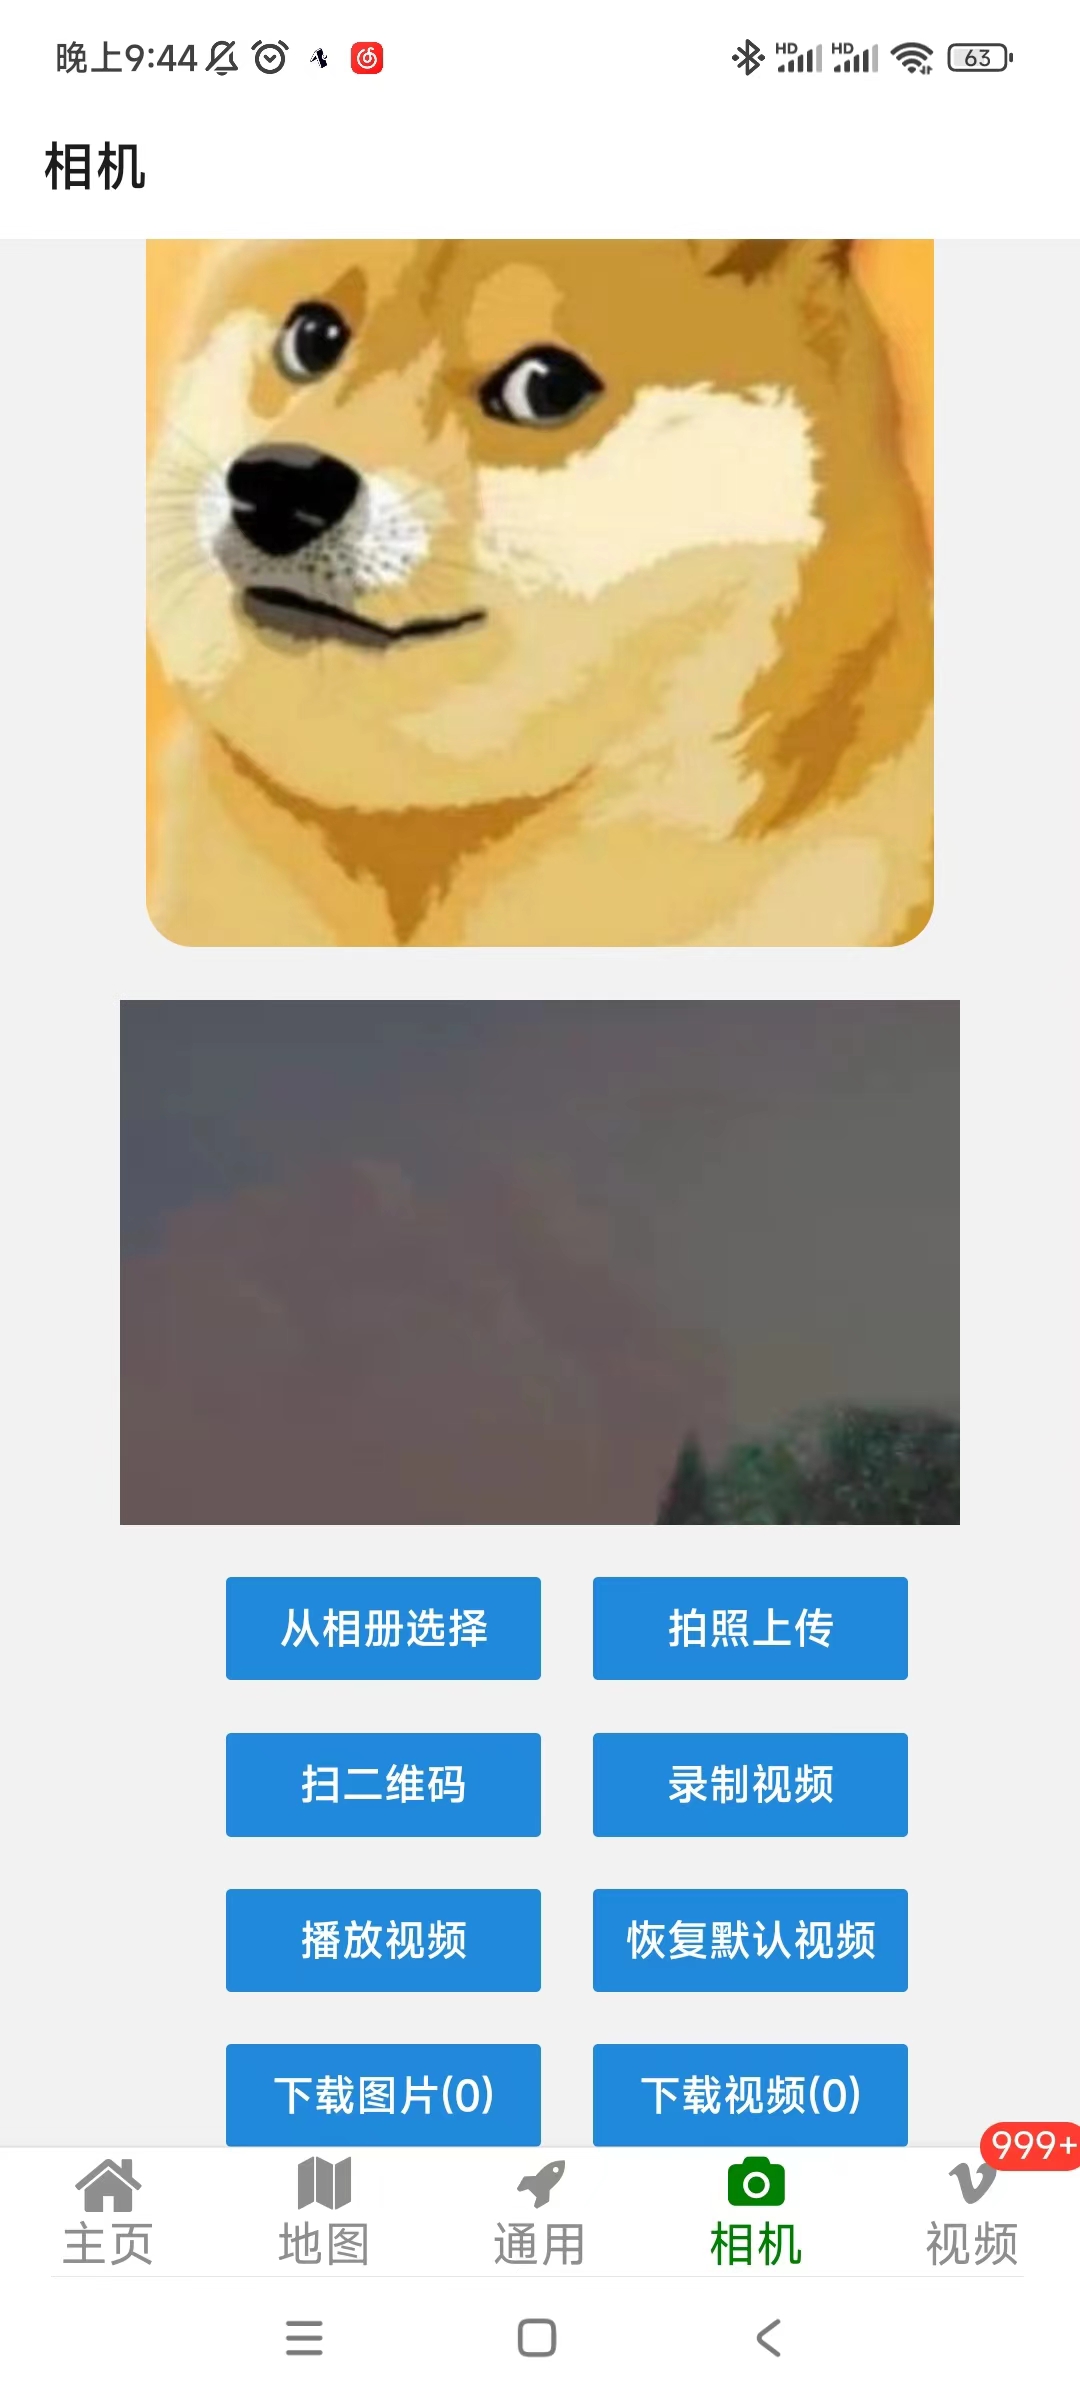 晚上9:44 HD HD 63
相机
从相册选择 拍照上传
扫二维码 录制视频
播放视频 恢复默认视频
下载图片(0) 下载视频(0)
999+
主页 地图 通用 相机 视频